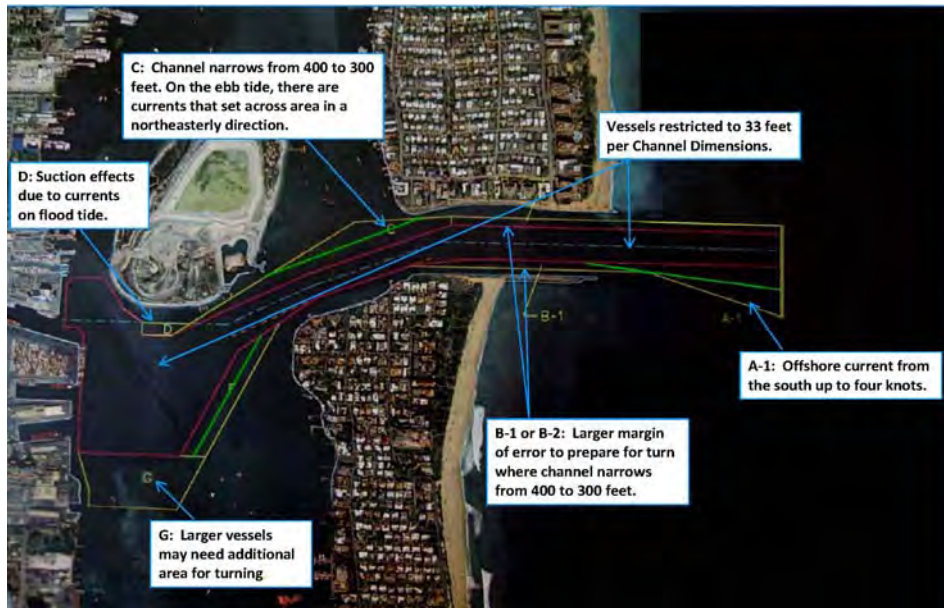 C: Channel narrows from 400 to 300
feet. On the ebb tide, there are
currents that set across area in a
northeasterly direction.
Vessels restricted to 33 feet
per Channel Dimensions.
D: Suction effects
due to currents
on flood tide.
C
D
B-1
A-1
F
G
A-1: Offshore current from
the south up to four knots.
B-1 or B-2: Larger margin
of error to prepare for turn
where channel narrows
from 400 to 300 feet.
G: Larger vessels
may need additional
area for turning